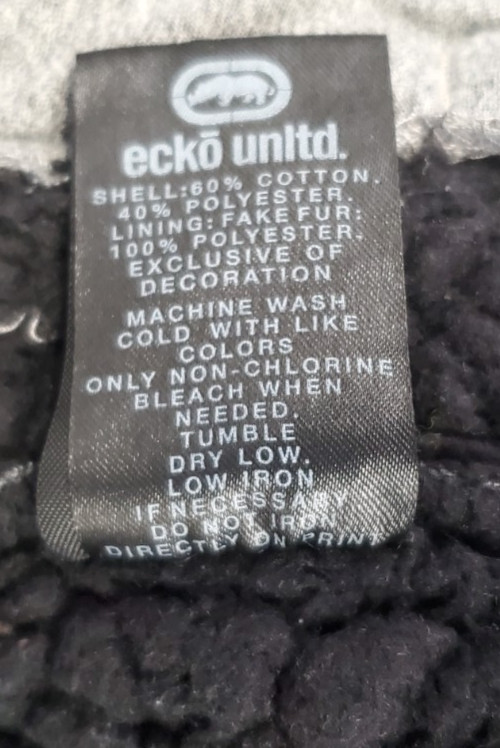 eckō unltd.
SHELL:60% COTTON.
40% POLYESTER.
LINING: FAKE FUR:
100% POLYESTER.
EXCLUSIVE OF
DECORATION
MACHINE WASH
COLD WITH LIKE
COLORS
ONLY NON-CHLORINE
BLEACH WHEN
NEEDED.
TUMBLE
DRY LOW.
LOW IRON
IF NECESSARY
DO NOT IRON
DIRECTLY ON PRINT